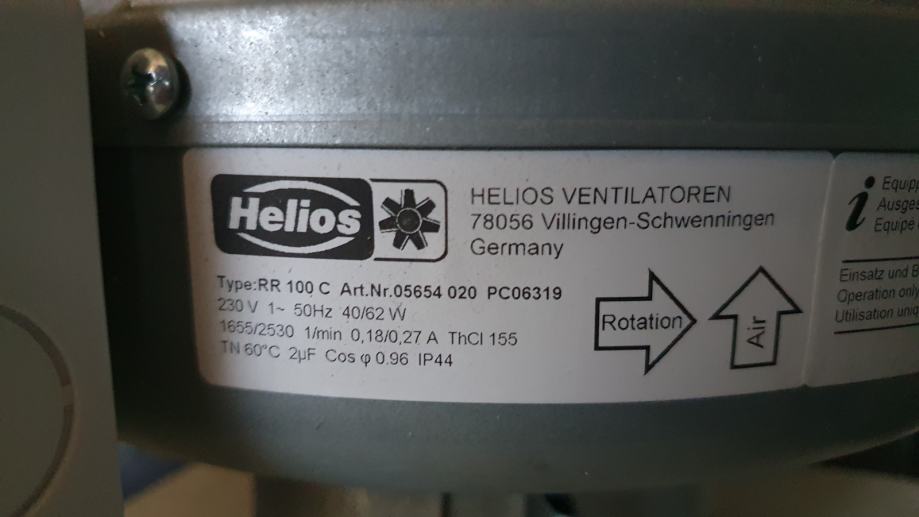 Helios
HELIOS VENTILATOREN
78056 Villingen-Schwenningen
Germany
Type:RR 100 C Art.Nr.05654 020 PC06319
230 V 1~ 50Hz 40/62 W
1655/2530 1/min 0,18/0,27 A ThCl 155
TN 60°C 2µF Cos φ 0.96 IP44
Rotation
Air
i
Einsatz und
Operation only